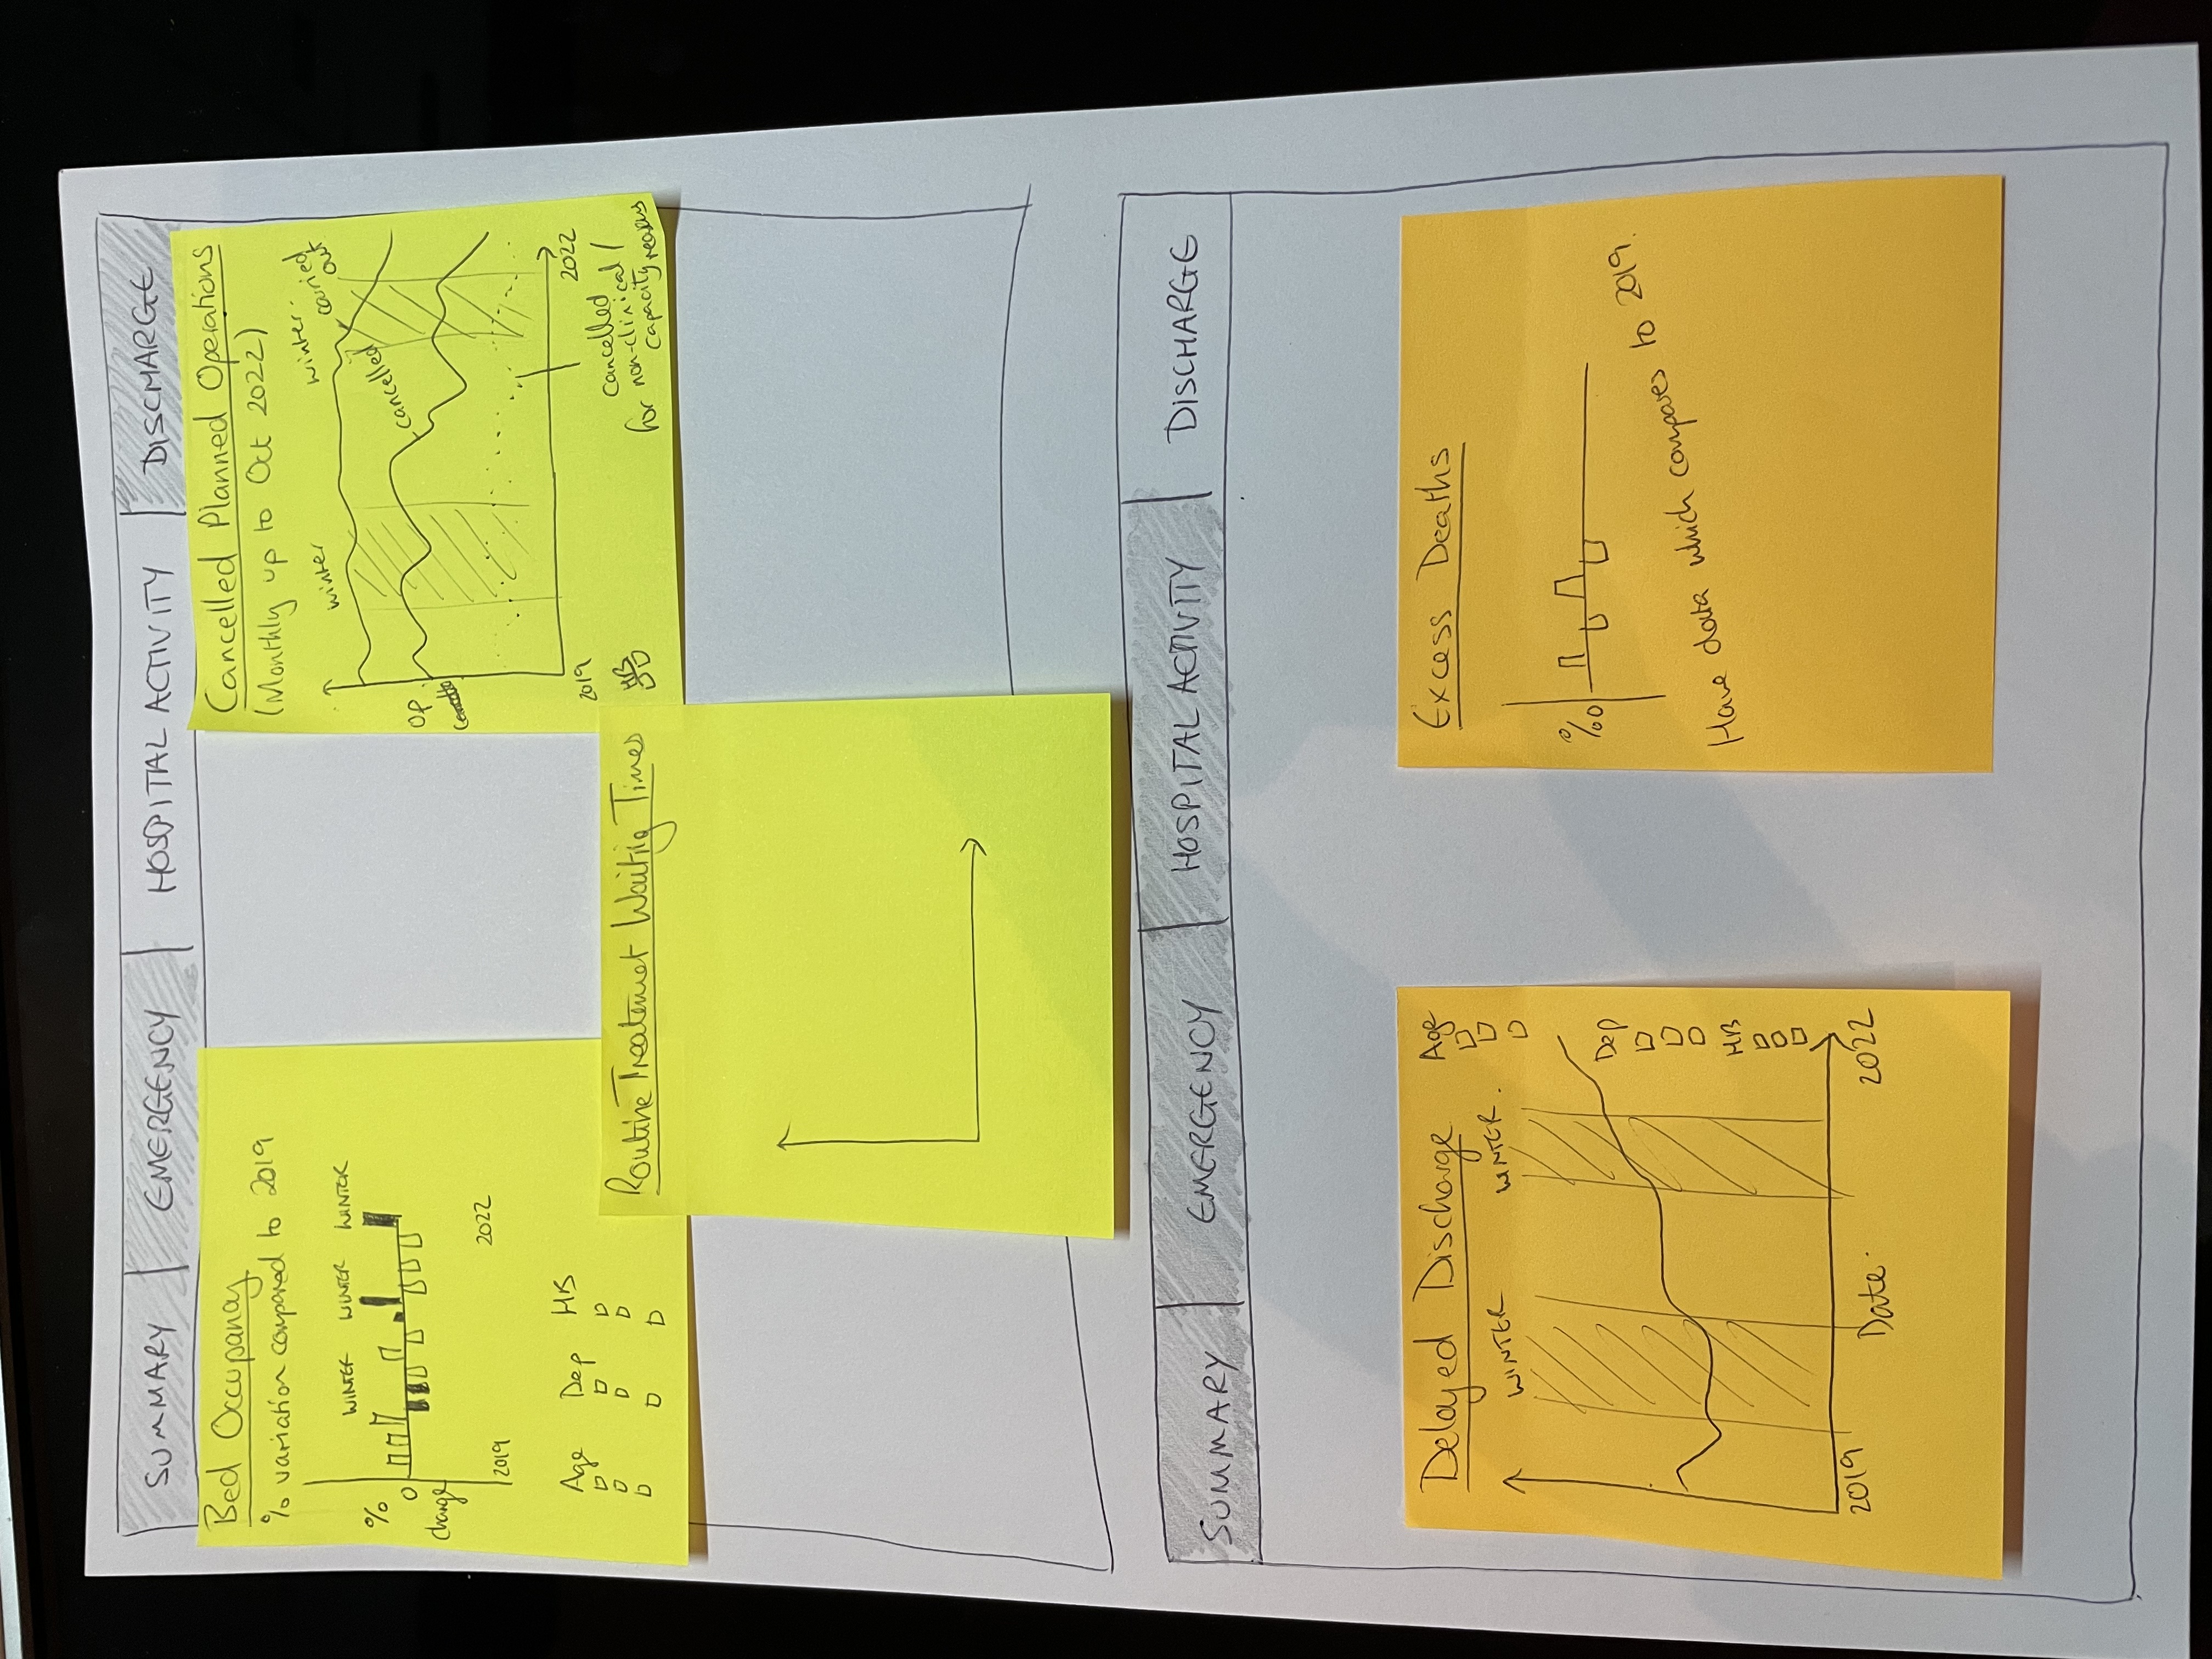 SUMMARY EMERGENCY HOSPITAL ACTIVITY DISCHARGE
Bed Occupancy
% variation compared to 2019
WINTER WINTER WINTER
%
0
change
2019
2022
Age Dep HB
Cancelled Planned Operations
(Monthly up to Oct 2022)
winter
winter
carried
out
cancelled
Op
2019
2022
HB
Cancelled
for non-clinical /
capacity reasons
Routine Treatemet Waitig Times
SUMMARY EMERGENCY HOSPITAL ACTIVITY DISCHARGE
Delayed Discharge
WINTER WINTER.
Age
Dep
HB
2019
Date
2022
Excess Deaths
% 0
Have data which compares to 2019.